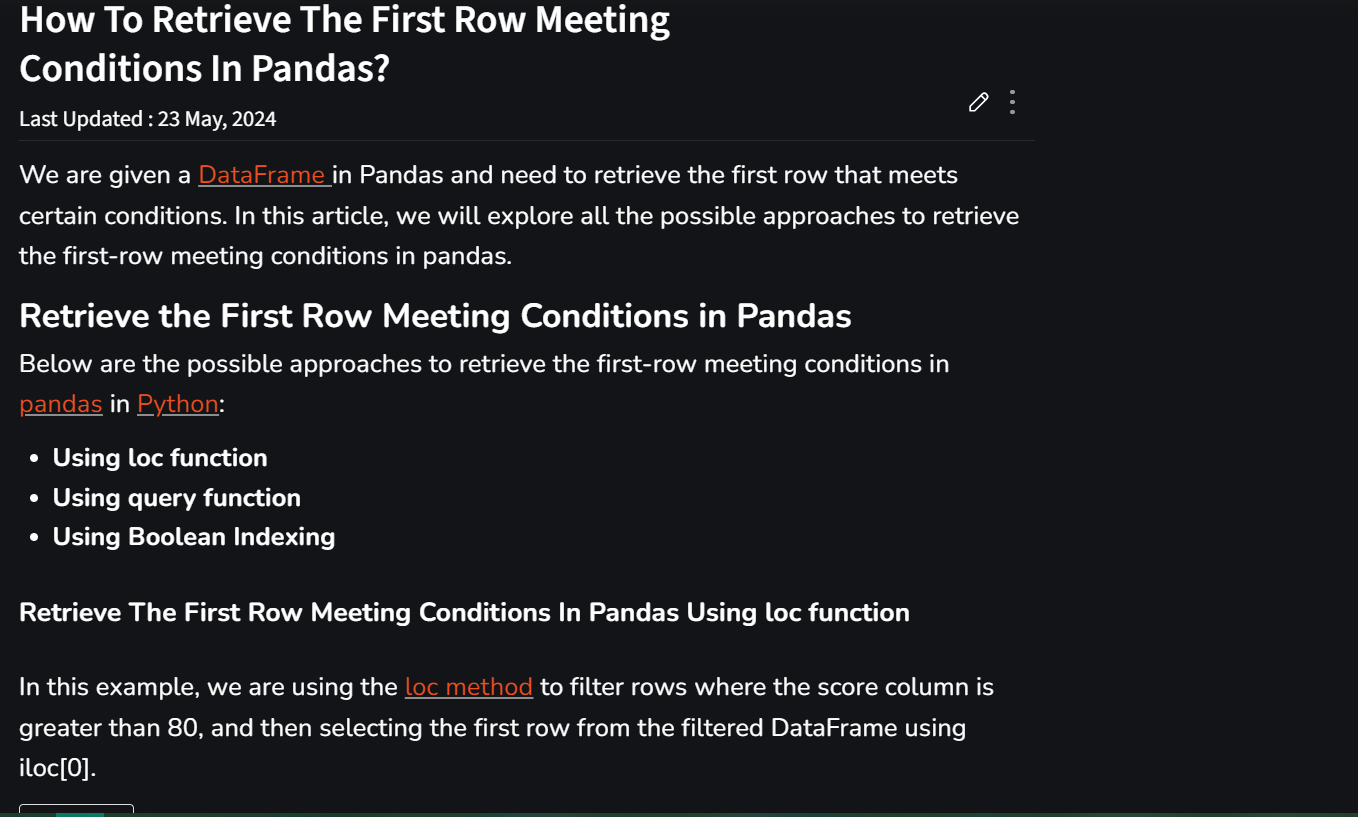 How To Retrieve The First Row Meeting
Conditions In Pandas?
Last Updated : 23 May, 2024
We are given a DataFrame in Pandas and need to retrieve the first row that meets
certain conditions. In this article, we will explore all the possible approaches to retrieve
the first-row meeting conditions in pandas.
Retrieve the First Row Meeting Conditions in Pandas
Below are the possible approaches to retrieve the first-row meeting conditions in
pandas in Python:
• Using loc function
• Using query function
• Using Boolean Indexing
Retrieve The First Row Meeting Conditions In Pandas Using loc function
In this example, we are using the loc method to filter rows where the score column is
greater than 80, and then selecting the first row from the filtered DataFrame using
iloc[0].